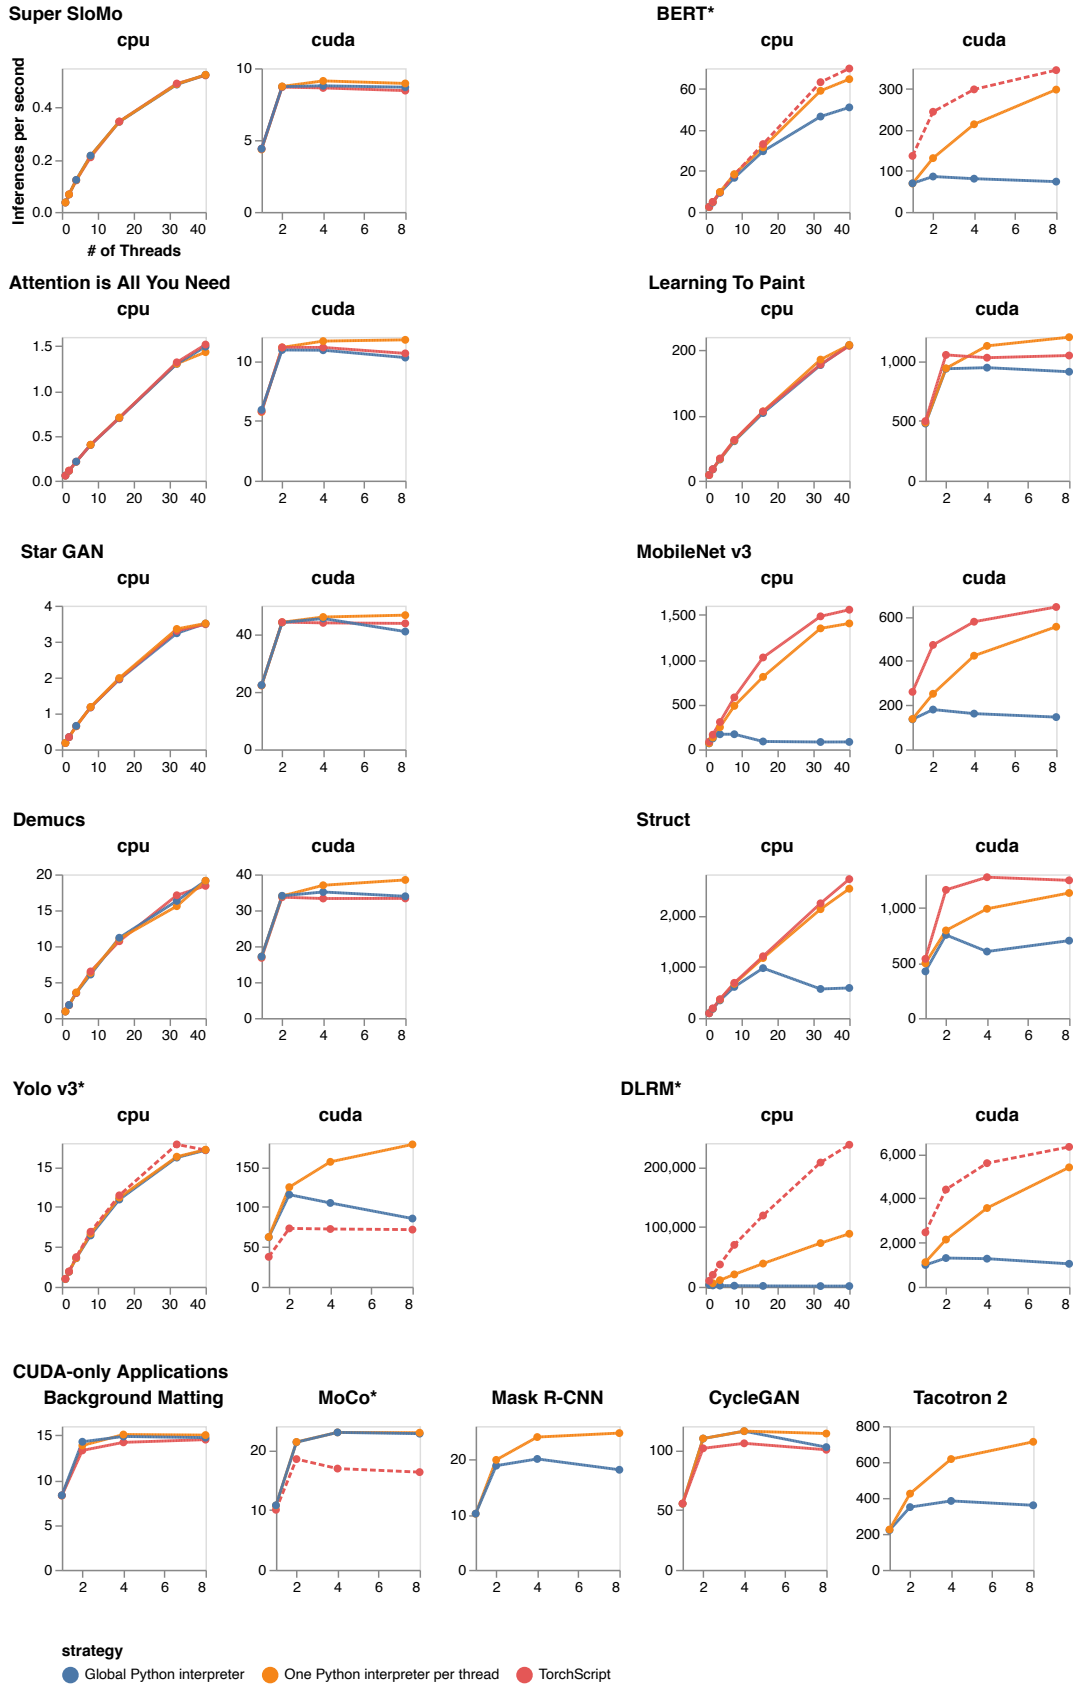 Super SloMo
cpu
cuda
Inferences per second
0.4
0.2
0.0
0 10 20 30 40
# of Threads
10
5
0
2 4 6 8
BERT*
cpu
cuda
60
40
20
0
0 10 20 30 40
300
200
100
0
2 4 6 8
Attention is All You Need
cpu
cuda
1.5
1.0
0.5
0.0
0 10 20 30 40
10
5
0
2 4 6 8
Learning To Paint
cpu
cuda
200
100
0
0 10 20 30 40
1,000
500
0
2 4 6 8
Star GAN
cpu
cuda
4
3
2
1
0
0 10 20 30 40
40
20
0
2 4 6 8
MobileNet v3
cpu
cuda
1,500
1,000
500
0
0 10 20 30 40
600
400
200
0
2 4 6 8
Demucs
cpu
cuda
20
15
10
5
0
0 10 20 30 40
40
30
20
10
0
2 4 6 8
Struct
cpu
cuda
2,000
1,000
0
0 10 20 30 40
1,000
500
0
2 4 6 8
Yolo v3*
cpu
cuda
15
10
5
0
0 10 20 30 40
150
100
50
0
2 4 6 8
DLRM*
cpu
cuda
200,000
100,000
0
0 10 20 30 40
6,000
4,000
2,000
0
2 4 6 8
CUDA-only Applications
Background Matting
15
10
5
0
2 4 6 8
MoCo*
20
10
0
2 4 6 8
Mask R-CNN
20
10
0
2 4 6 8
CycleGAN
100
50
0
2 4 6 8
Tacotron 2
800
600
400
200
0
2 4 6 8
strategy
Global Python interpreter One Python interpreter per thread TorchScript